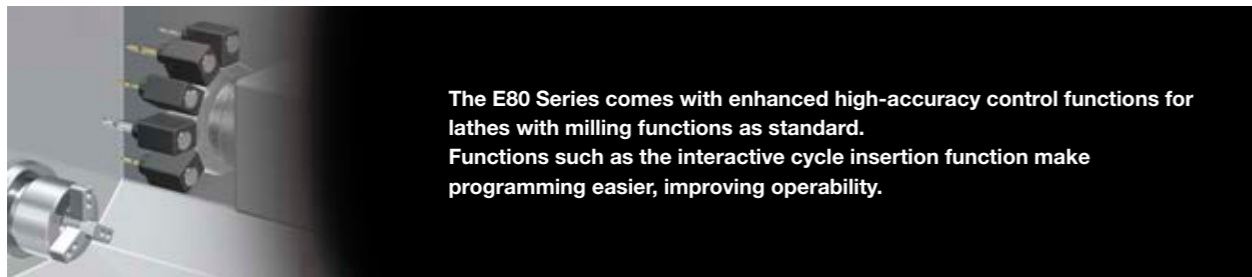 The E80 Series comes with enhanced high-accuracy control functions for
lathes with milling functions as standard.
Functions such as the interactive cycle insertion function make
programming easier, improving operability.